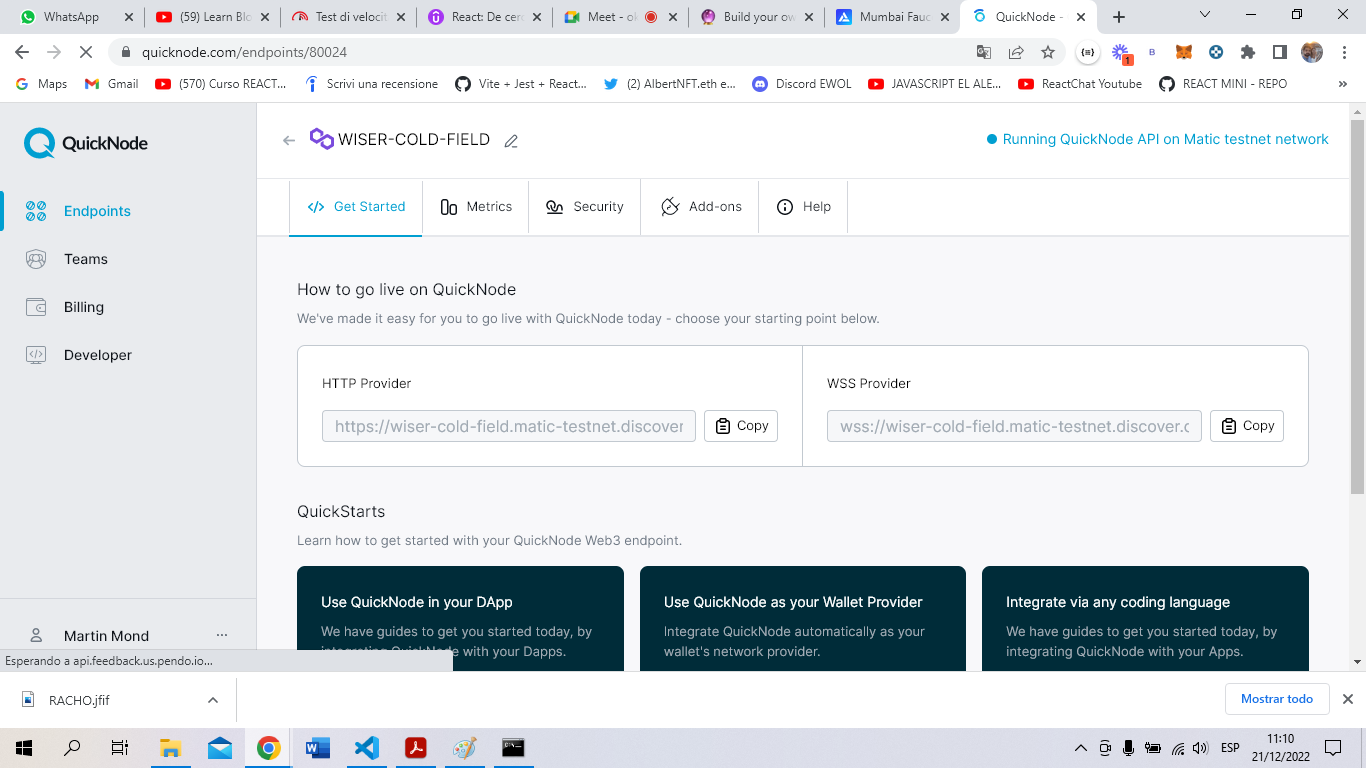 WhatsApp
(59) Learn Blo
Test di velocit
React: De cer
Meet - o
Build your ow
Mumbai Fauc
QuickNode -
quicknode.com/endpoints/80024
1
Maps
Gmail
(570) Curso REACT...
Scrivi una recensione
Vite + Jest + React...
(2) AlbertNFT.eth e...
Discord EWOL
JAVASCRIPT EL ALE...
ReactChat Youtube
REACT MINI - REPO
»
QuickNode
Endpoints
Teams
Billing
Developer
Martin Mond
...
Esperando a api.feedback.us.pendo.io...
WISER-COLD-FIELD
Running QuickNode API on Matic testnet network
Get Started
Metrics
Security
Add-ons
Help
How to go live on QuickNode
We've made it easy for you to go live with QuickNode today - choose your starting point below.
HTTP Provider
https://wiser-cold-field.matic-testnet.discover
Copy
WSS Provider
wss://wiser-cold-field.matic-testnet.discover.q
Copy
QuickStarts
Learn how to get started with your QuickNode Web3 endpoint.
Use QuickNode in your DApp
We have guides to get you started today, by
integrating QuickNode with your Dapps.
Use QuickNode as your Wallet Provider
Integrate QuickNode automatically as your
wallet's network provider.
Integrate via any coding language
We have guides to get you started today, by
integrating QuickNode with your Apps.
RACHO.jfif
Mostrar todo
ESP
11:10
21/12/2022